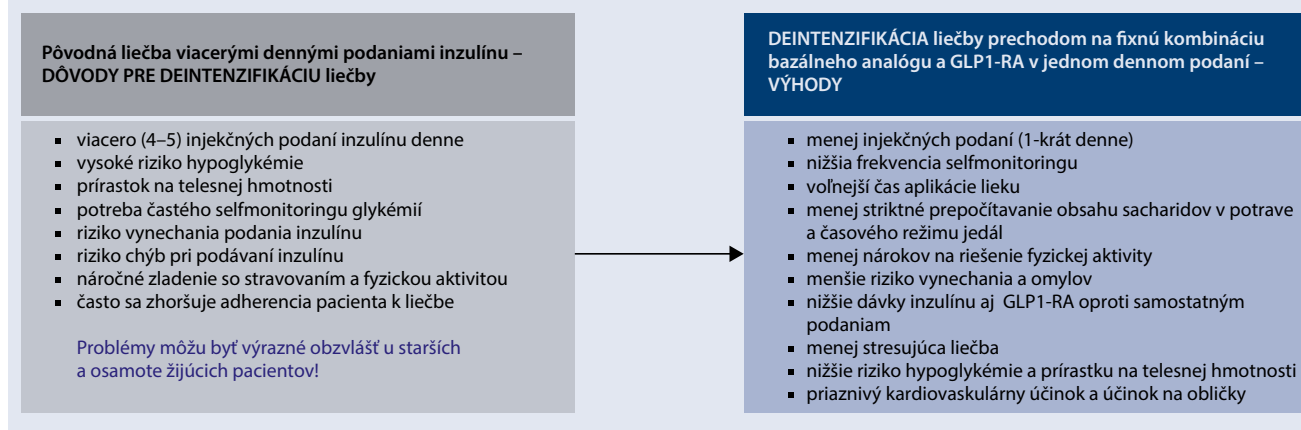 Pôvodná liečba viacerými dennými podaniami inzulínu –
DÔVODY PRE DEINTENZIFIKÁCIU liečby
▪ viacero (4–5) injekčných podaní inzulínu denne
▪ vysoké riziko hypoglykémie
▪ prírastok na telesnej hmotnosti
▪ potreba častého selfmonitoringu glykémií
▪ riziko vynechania podania inzulínu
▪ riziko chýb pri podávaní inzulínu
▪ náročné zladenie so stravovaním a fyzickou aktivitou
▪ často sa zhoršuje adherencia pacienta k liečbe
Problémy môžu byť výrazné obzvlášť u starších
a osamote žijúcich pacientov!
DEINTENZIFIKÁCIA liečby prechodom na fixnú kombináciu
bazálneho analógu a GLP1-RA v jednom dennom podaní –
VÝHODY
▪ menej injekčných podaní (1-krát denne)
▪ nižšia frekvencia selfmonitoringu
▪ voľnejší čas aplikácie lieku
▪ menej striktné prepočítavanie obsahu sacharidov v potrave
a časového režimu jedál
▪ menej nárokov na riešenie fyzickej aktivity
▪ menšie riziko vynechania a omylov
▪ nižšie dávky inzulínu aj GLP1-RA oproti samostatným
podaniam
▪ menej stresujúca liečba
▪ nižšie riziko hypoglykémie a prírastku na telesnej hmotnosti
▪ priaznivý kardiovaskulárny účinok a účinok na obličky